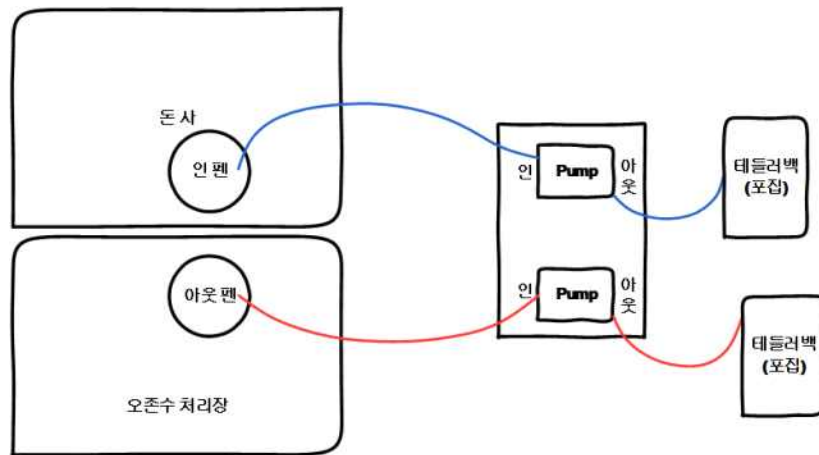 돈사
인펜
인
Pump
아
웃
테들러백
(포집)
아웃펜
인
Pump
아
웃
테들러백
(포집)
오존수 처리장